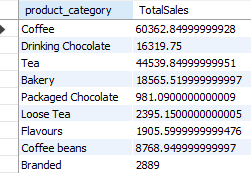 product_category TotalSales
Coffee 60362.84999999928
Drinking Chocolate 16319.75
Tea 44539.84999999951
Bakery 18565.519999999997
Packaged Chocolate 981.0900000000009
Loose Tea 2395.1500000000005
Flavours 1905.5999999999476
Coffee beans 8768.949999999997
Branded 2889